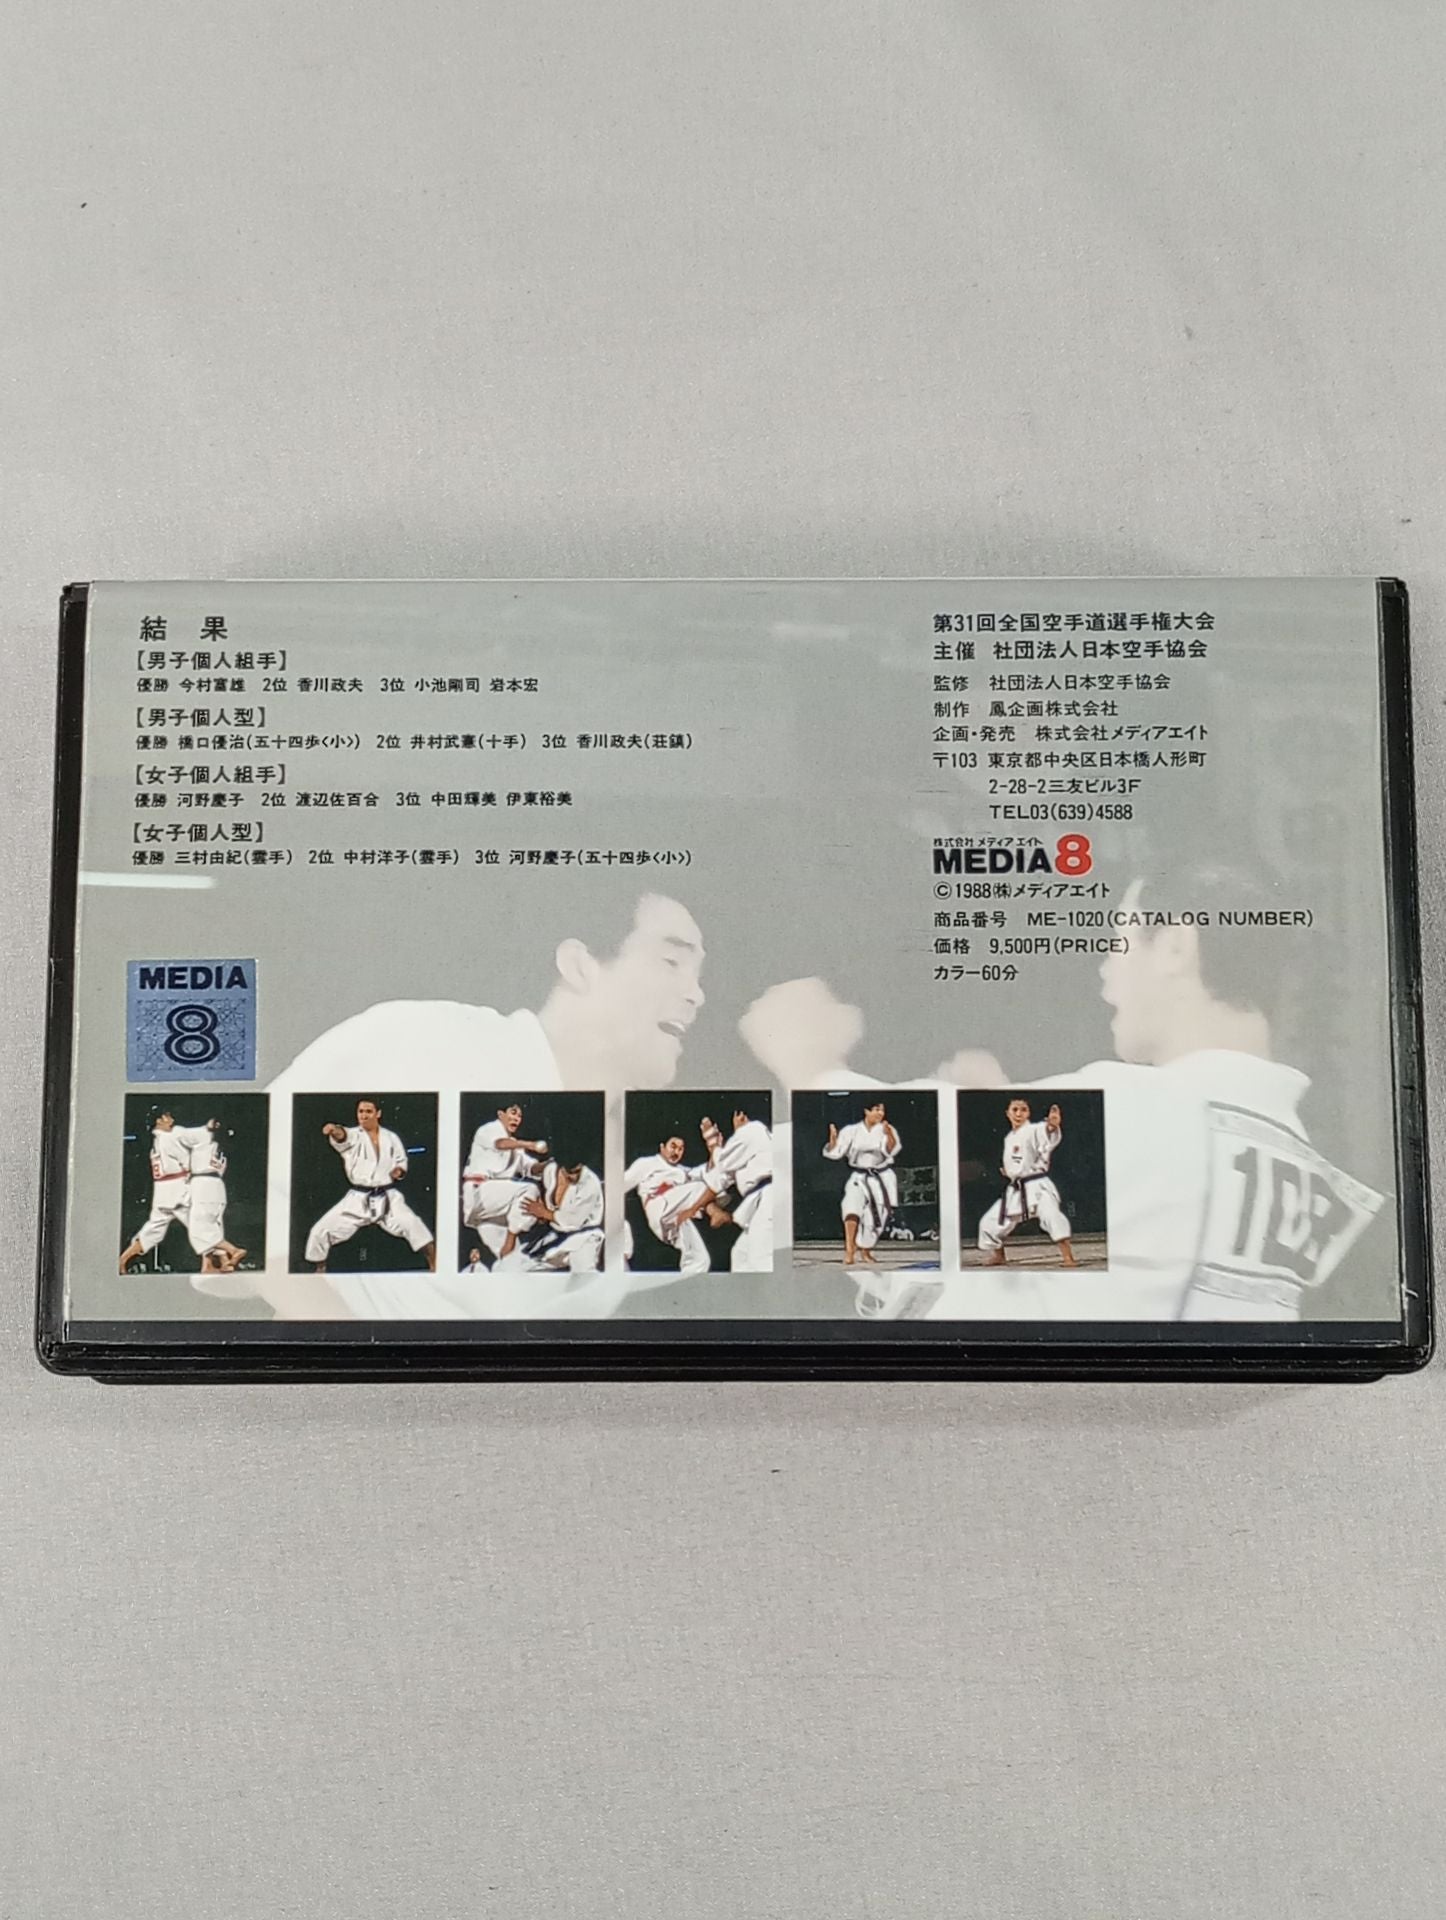 結 果
【男子個人組手】
優勝 今村富雄 2位 香川政夫 3位 小池剛司 岩本宏
【男子個人型】
優勝 橋口優治(五十四歩〈小〉) 2位 井村武憲(十手) 3位 香川政夫(荘鎮)
【女子個人組手】
優勝 河野慶子 2位 渡辺佐百合 3位 中田輝美 伊東裕美
【女子個人型】
優勝 三村由紀(雲手) 2位 中村洋子(雲手) 3位 河野慶子(五十四歩〈小〉)
第31回全国空手道選手権大会
主催 社団法人日本空手協会
監修 社団法人日本空手協会
制作 鳳企画株式会社
企画・発売 株式会社メディアエイト
〒103 東京都中央区日本橋人形町
2-28-2三友ビル3F
TEL03(639)4588
株式会社 メディア エイト
MEDIA8
©1988㈱メディアエイト
商品番号 ME-1020(CATALOG NUMBER)
価格 9,500円(PRICE)
カラー60分
MEDIA
8